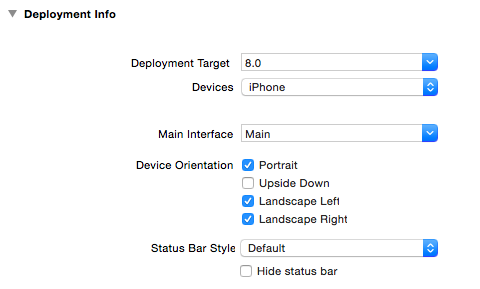 Deployment Info
Deployment Target 8.0
Devices iPhone
Main Interface Main
Device Orientation Portrait
Upside Down
Landscape Left
Landscape Right
Status Bar Style Default
Hide status bar